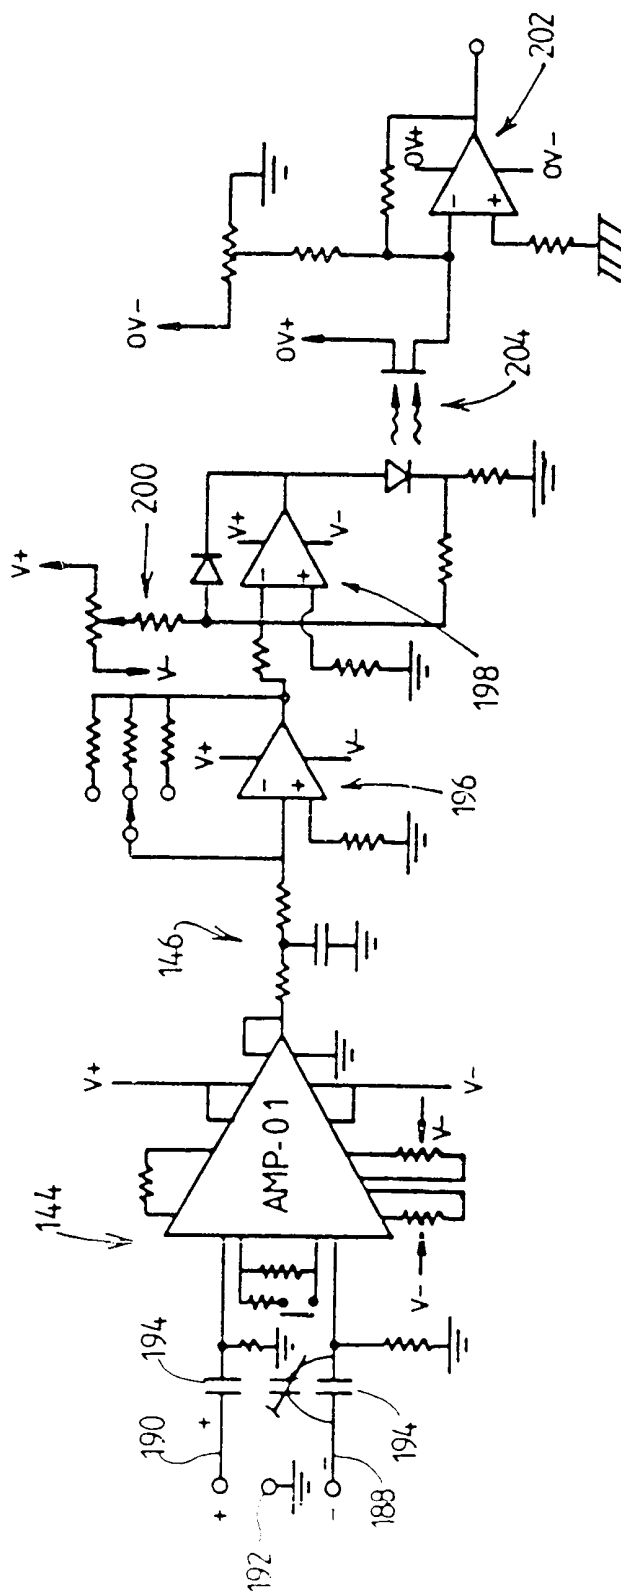 144
190
+
+
194
192
188
-
-
194
V+
AMP-01
V-
V-
V-
146
-
+
V+
V-
196
V+
V-
200
-
+
V+
V-
198
204
OV-
OV+
-
+
OV+
OV-
202